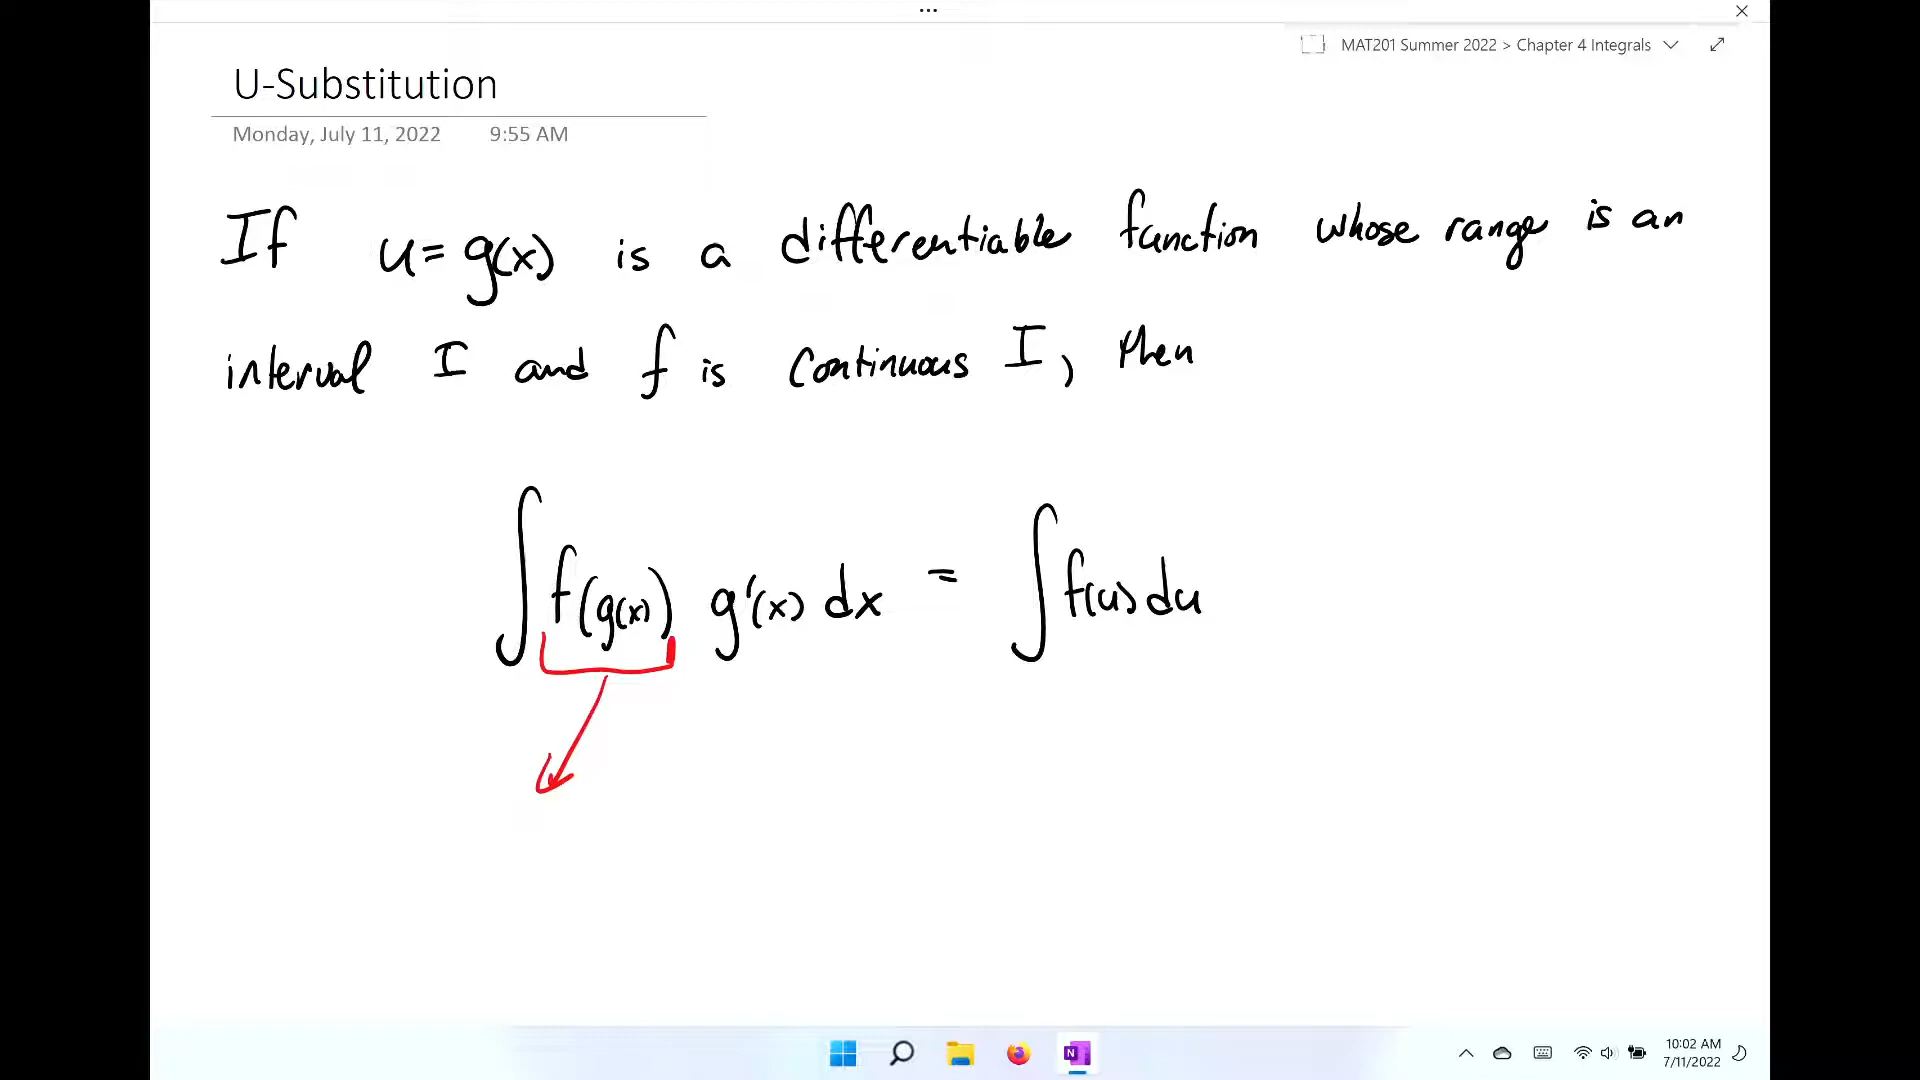 ...
MAT201 Summer 2022 > Chapter 4 Integrals
U-Substitution
Monday, July 11, 2022 9:55 AM
If u = g(x) is a differentiable function whose range is an
interval I and f is continuous I, then
∫ f(g(x)) g'(x) dx = ∫ f(u) du
10:02 AM
7/11/2022